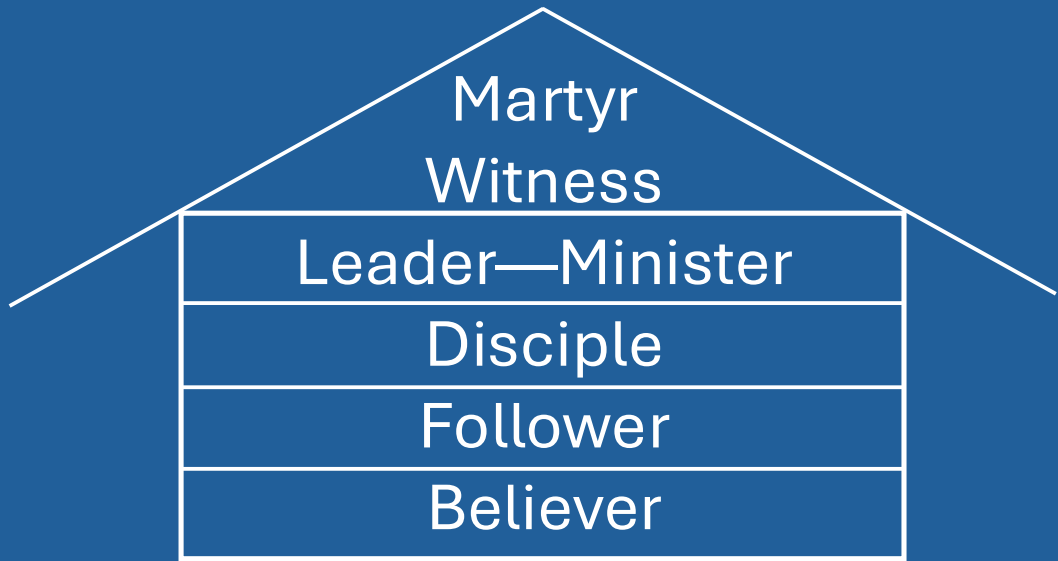 Martyr
Witness
Leader—Minister
Disciple
Follower
Believer